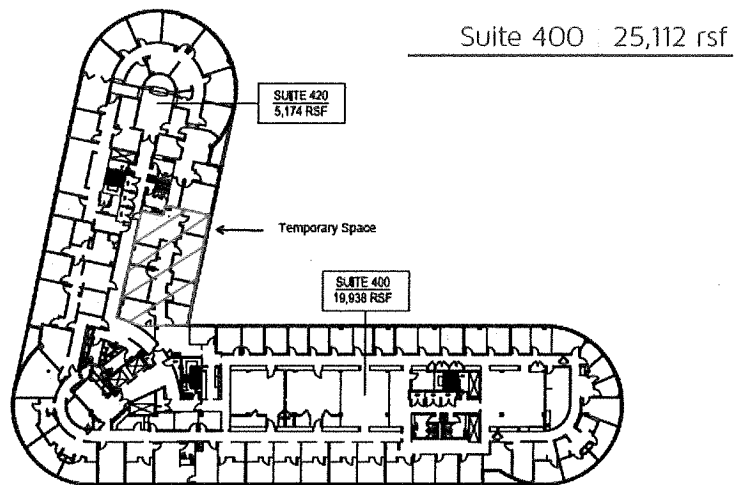 Suite 400 25,112 rsf
SUITE 420
5,174 RSF
Temporary Space
SUITE 400
19,938 RSF